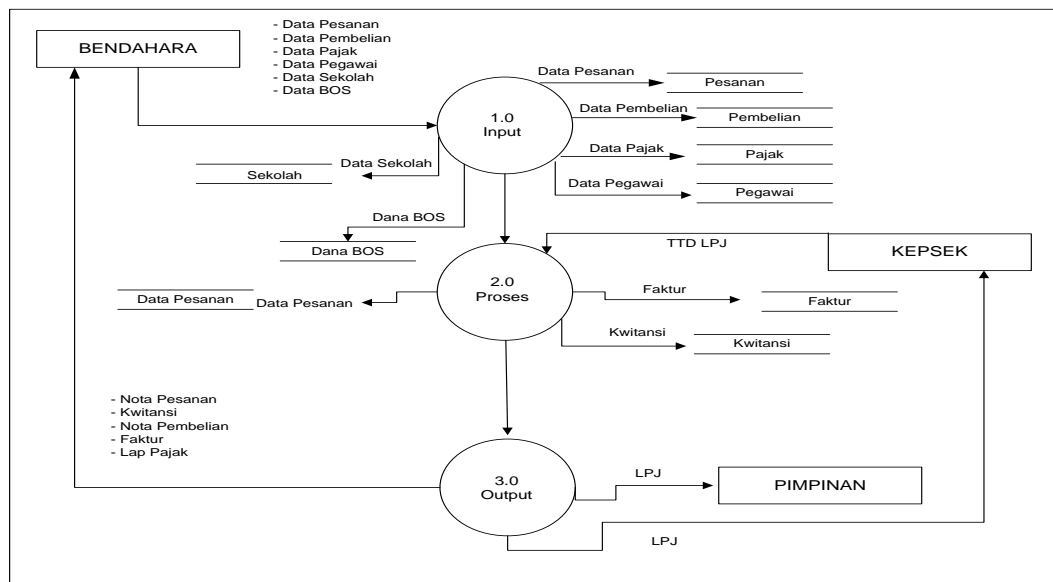 BENDAHARA
- Data Pesanan
- Data Pembelian
- Data Pajak
- Data Pegawai
- Data Sekolah
- Data BOS
1.0
Input
Data Pesanan
Pesanan
Data Pembelian
Pembelian
Data Pajak
Pajak
Data Pegawai
Pegawai
Data Sekolah
Sekolah
Dana BOS
Dana BOS
TTD LPJ
KEPSEK
2.0
Proses
Data Pesanan
Data Pesanan
Faktur
Faktur
Kwitansi
Kwitansi
- Nota Pesanan
- Kwitansi
- Nota Pembelian
- Faktur
- Lap Pajak
3.0
Output
LPJ
PIMPINAN
LPJ